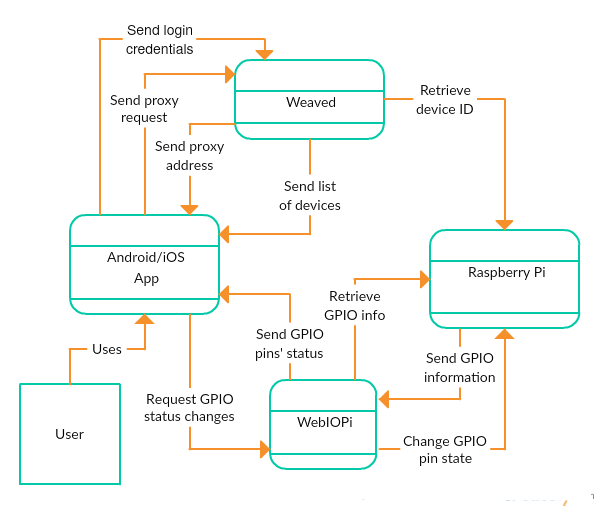 Send login
credentials
Send proxy
request
Weaved
Retrieve
device ID
Send proxy
address
Send list
of devices
Android/iOS
App
Raspberry Pi
Retrieve
GPIO info
Send GPIO
pins' status
Uses
Send GPIO
information
Request GPIO
status changes
WebIOPi
User
Change GPIO
pin state